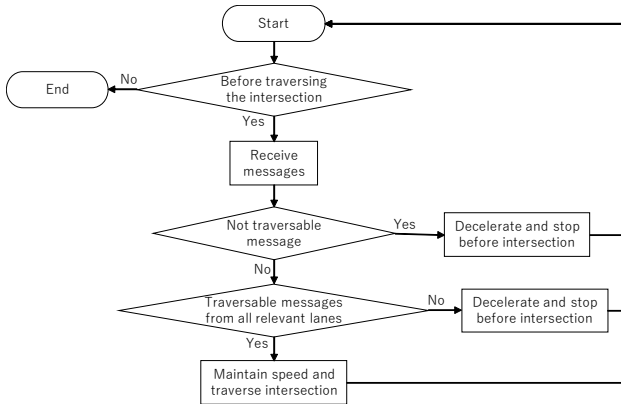 Start
End
No
Before traversing
the intersection
Yes
Receive
messages
Not traversable
message
Yes
Decelerate and stop
before intersection
No
Traversable messages
from all relevant lanes
No
Decelerate and stop
before intersection
Yes
Maintain speed and
traverse intersection